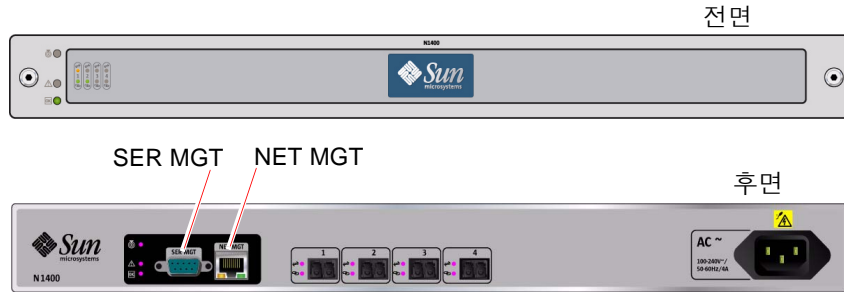 전면
N1400
Sun
microsystems
SER MGT NET MGT
후면
Sun
microsystems
N1400
SER MGT
NET MGT
1 2 3 4
AC ~
100-240V~/
50-60Hz/4A